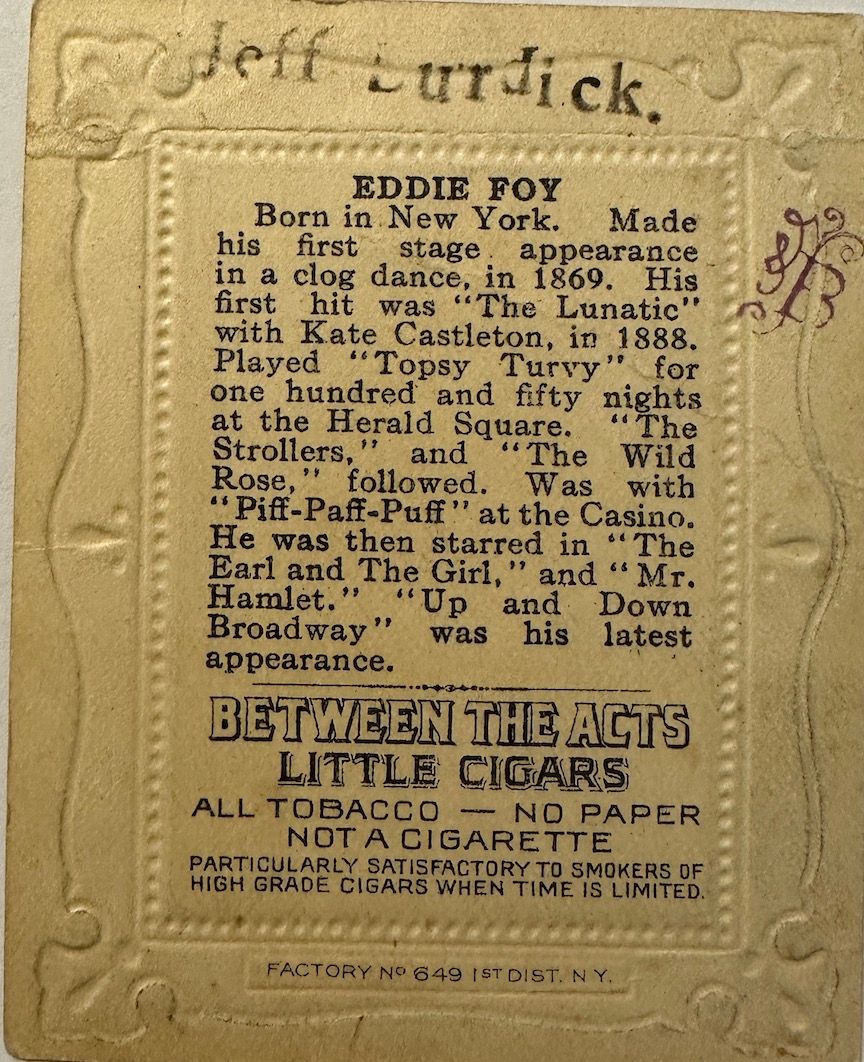 Jeff Burdick.
EDDIE FOY
Born in New York. Made
his first stage appearance
in a clog dance, in 1869. His
first hit was "The Lunatic"
with Kate Castleton, in 1888.
Played "Topsy Turvy" for
one hundred and fifty nights
at the Herald Square. "The
Strollers," and "The Wild
Rose," followed. Was with
"Piff-Paff-Puff" at the Casino.
He was then starred in "The
Earl and The Girl," and "Mr.
Hamlet." "Up and Down
Broadway" was his latest
appearance.
BETWEEN THE ACTS
LITTLE CIGARS
ALL TOBACCO — NO PAPER
NOT A CIGARETTE
PARTICULARLY SATISFACTORY TO SMOKERS OF
HIGH GRADE CIGARS WHEN TIME IS LIMITED.
FACTORY No 649 1ST DIST. N Y.